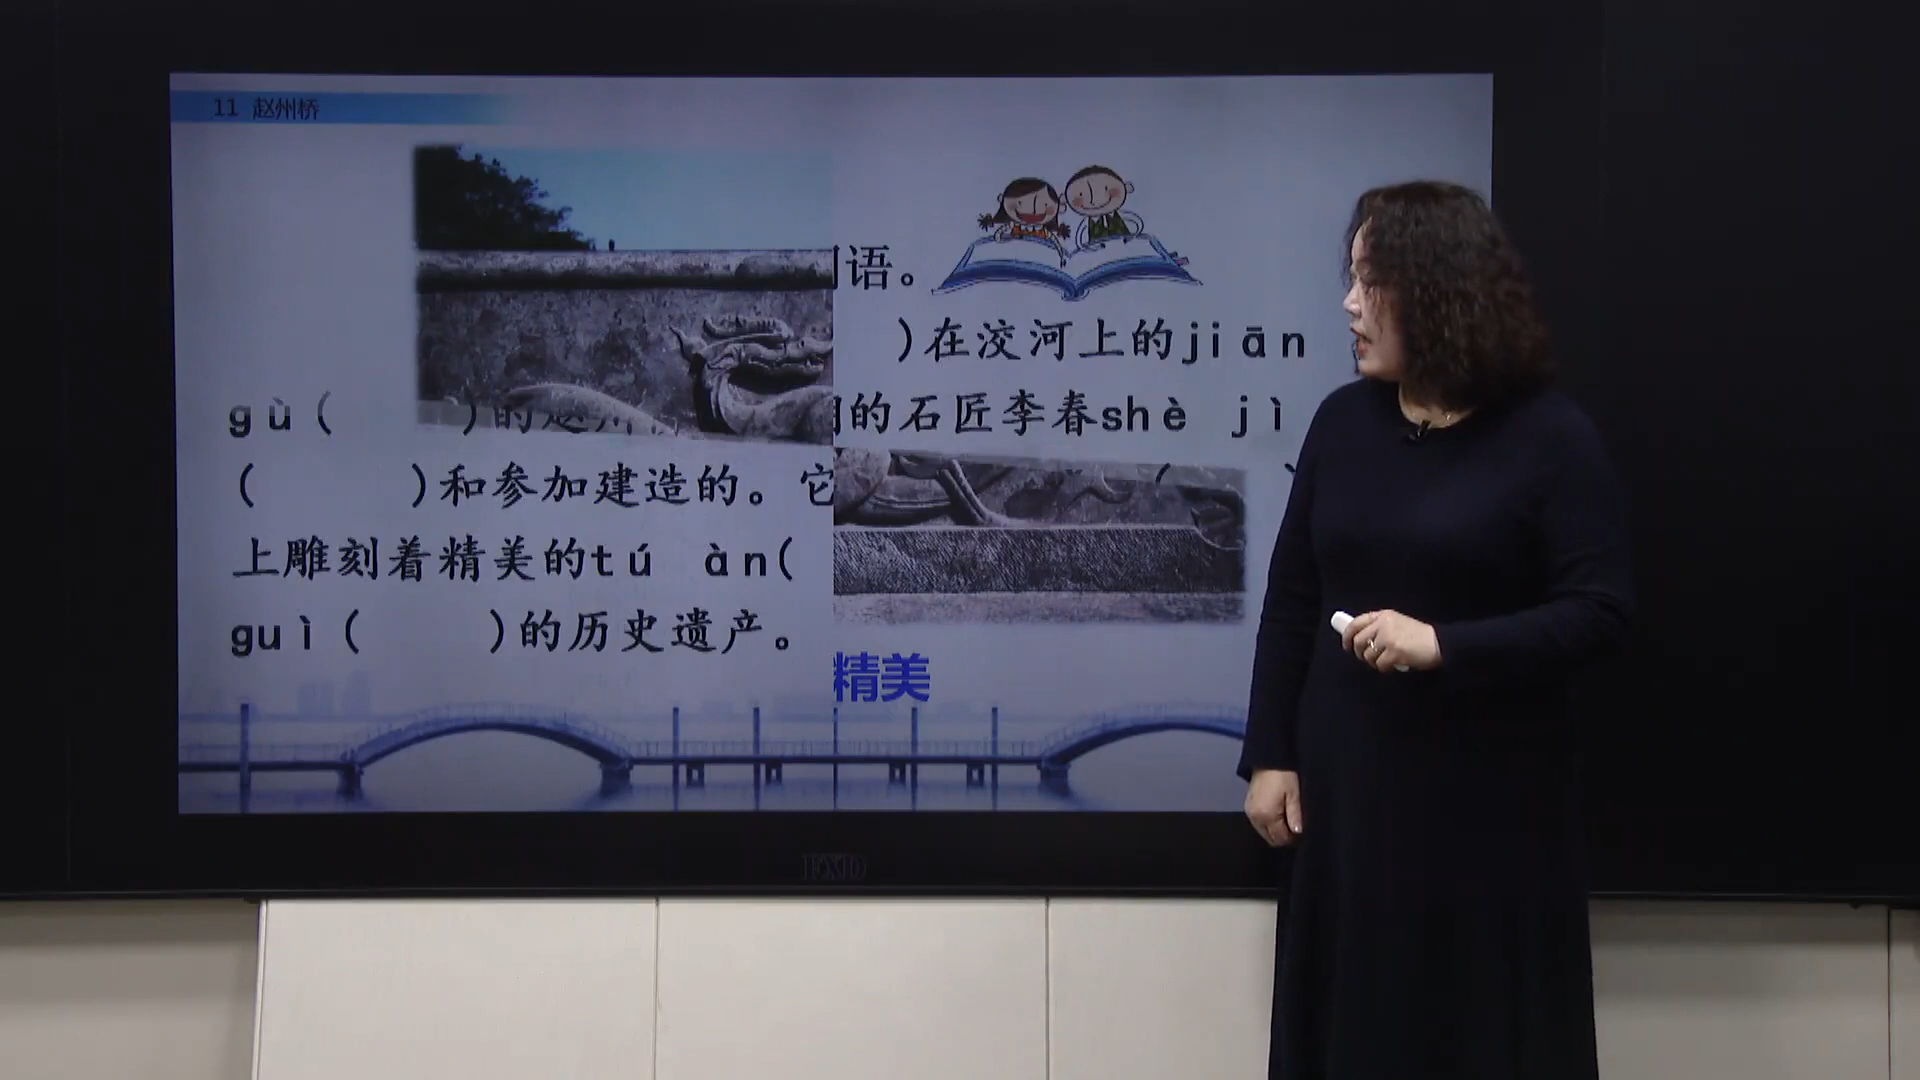 11 赵州桥
语。
)在洨河上的jiān
gù( )的赵州 的石匠李春shè jì
( )和参加建造的。它 (
上雕刻着精美的tú àn(
guì( )的历史遗产。
精美